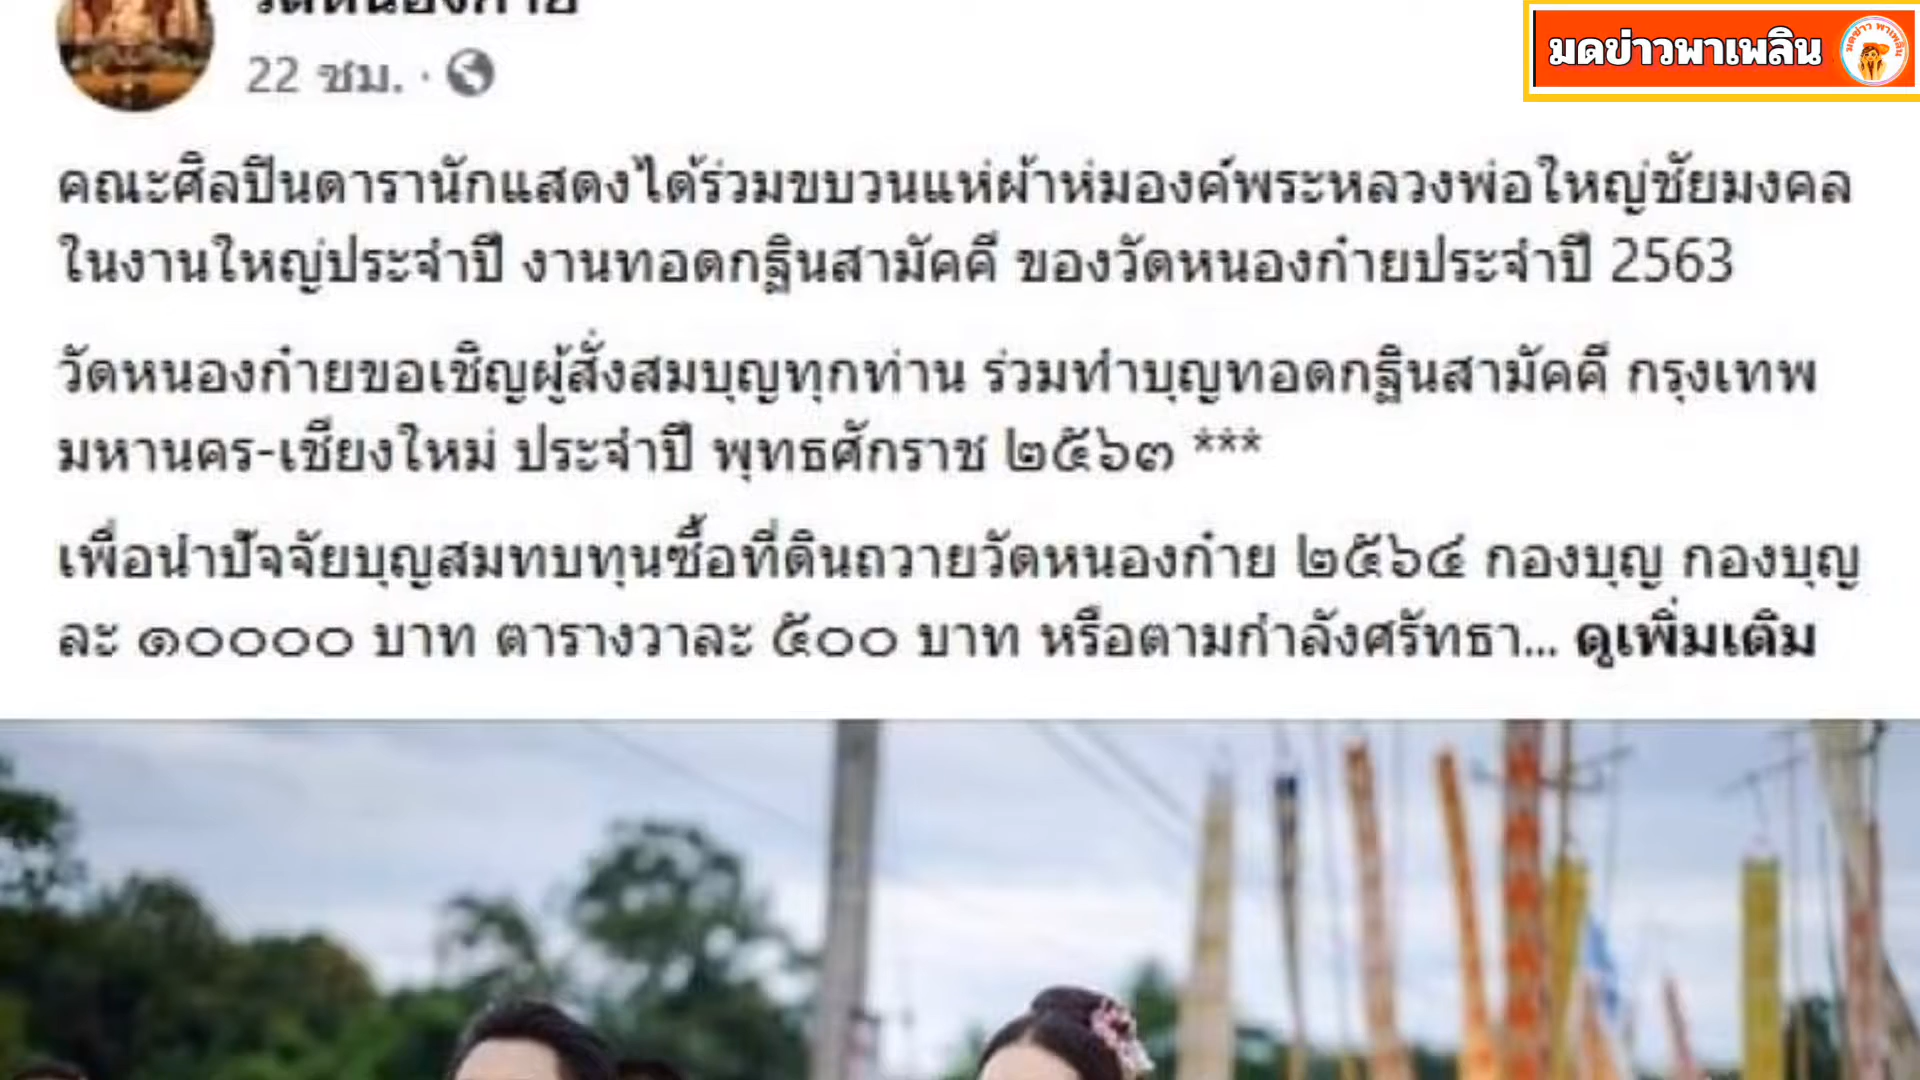 วัดหนองก๋าย
22 ชม. ·
มดข่าวพาเพลิน
คณะศิลปินดารานักแสดงได้ร่วมขบวนแห่ผ้าห่มองค์พระหลวงพ่อใหญ่ชัยมงคล
ในงานใหญ่ประจำปี งานทอดกฐินสามัคคี ของวัดหนองก๋ายประจำปี 2563
วัดหนองก๋ายขอเชิญผู้สั่งสมบุญทุกท่าน ร่วมทำบุญทอดกฐินสามัคคี กรุงเทพ
มหานคร-เชียงใหม่ ประจำปี พุทธศักราช ๒๕๖๓ ***
เพื่อนำปัจจัยบุญสมทบทุนซื้อที่ดินถวายวัดหนองก๋าย ๒๕๖๔ กองบุญ กองบุญ
ละ ๑๐๐๐๐ บาท ตารางวาละ ๕๐๐ บาท หรือตามกำลังศรัทธา... ดูเพิ่มเติม